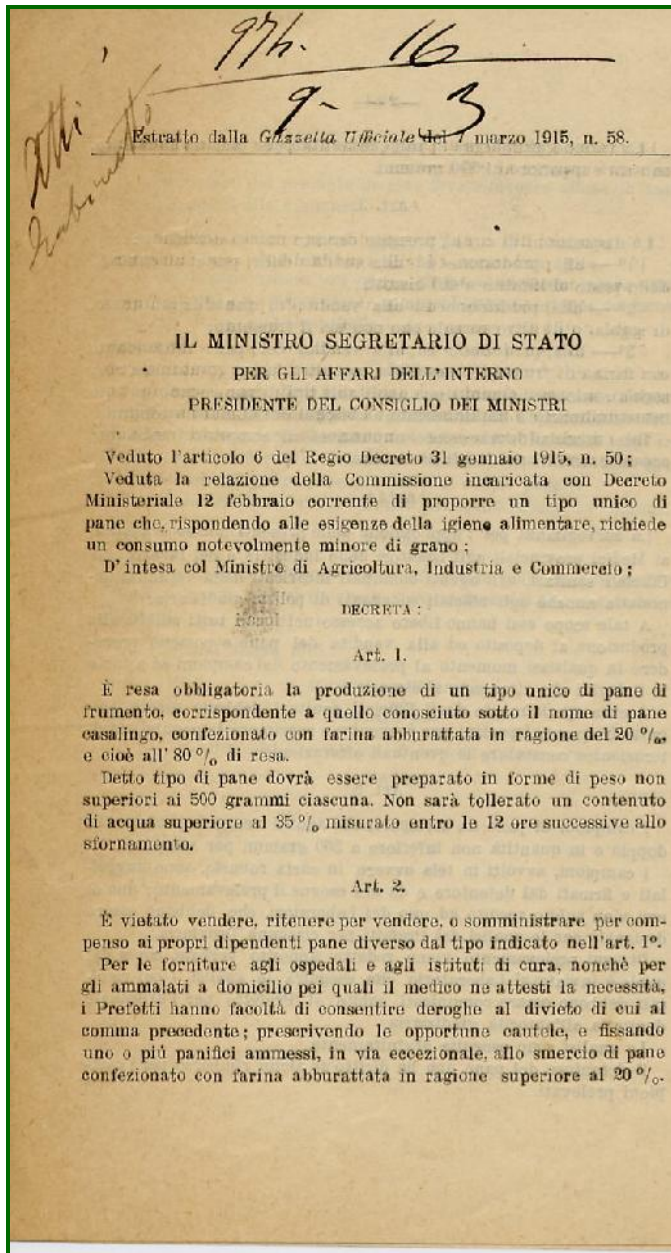 97h. 16
9- 3
Atti
Gabinetto
Estratto dalla Gazzetta Ufficiale del 7 marzo 1915, n. 58.
IL MINISTRO SEGRETARIO DI STATO
PER GLI AFFARI DELL'INTERNO
PRESIDENTE DEL CONSIGLIO DEI MINISTRI
Veduto l'articolo 6 del Regio Decreto 31 gennaio 1915, n. 50;
Veduta la relazione della Commissione incaricata con Decreto
Ministeriale 12 febbraio corrente di proporre un tipo unico di
pane che, rispondendo alle esigenze della igiene alimentare, richiede
un consumo notevolmente minore di grano;
D'intesa col Ministro di Agricoltura, Industria e Commercio;
DECRETA:
Art. 1.
È resa obbligatoria la produzione di un tipo unico di pane di
frumento, corrispondente a quello conosciuto sotto il nome di pane
casalingo, confezionato con farina abburattata in ragione del 20 %,
e cioè all'80 % di resa.
Detto tipo di pane dovrà essere preparato in forme di peso non
superiori ai 500 grammi ciascuna. Non sarà tollerato un contenuto
di acqua superiore al 35 % misurato entro le 12 ore successive allo
sfornamento.
Art. 2.
È vietato vendere, ritenere per vendere, o somministrare per com-
penso ai propri dipendenti pane diverso dal tipo indicato nell'art. 1º.
Per le forniture agli ospedali e agli istituti di cura, nonchè per
gli ammalati a domicilio pei quali il medico ne attesti la necessità,
i Prefetti hanno facoltà di consentire deroghe al divieto di cui al
comma precedente; prescrivendo le opportune cautele, e fissando
uno o più panifici ammessi, in via eccezionale, allo smercio di pane
confezionato con farina abburattata in ragione superiore al 20 %.